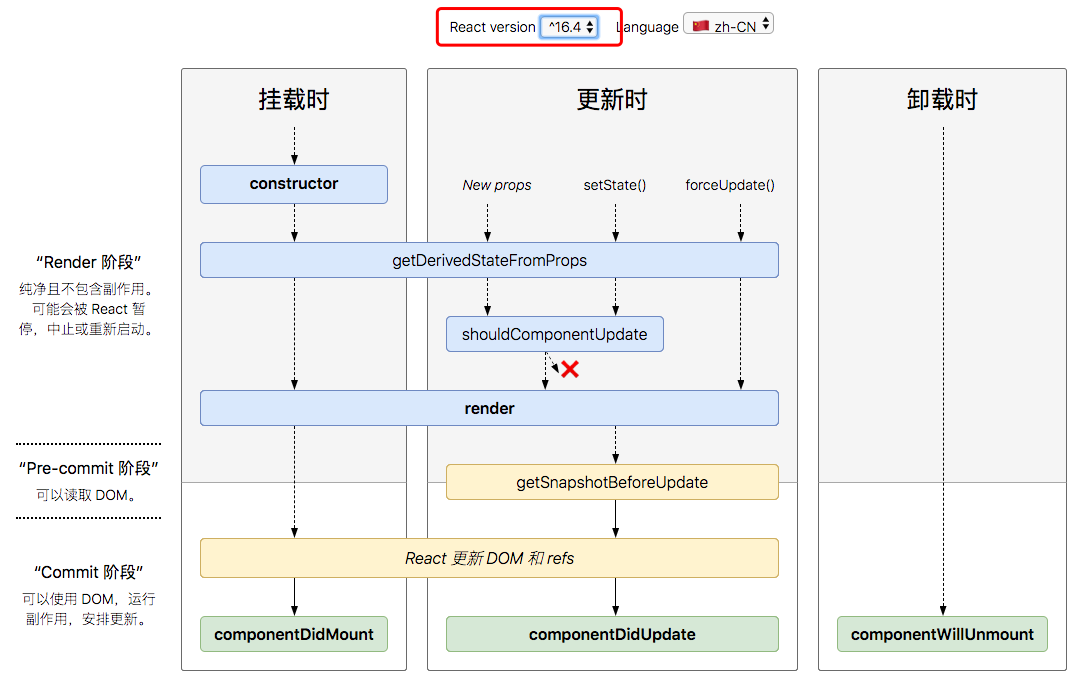 React version ^16.4 Language 🇨🇳 zh-CN
挂载时
更新时
卸载时
constructor
New props
setState()
forceUpdate()
“Render 阶段”
纯净且不包含副作用。
可能会被 React 暂
停，中止或重新启动。
getDerivedStateFromProps
shouldComponentUpdate
render
“Pre-commit 阶段”
可以读取 DOM。
getSnapshotBeforeUpdate
“Commit 阶段”
可以使用 DOM，运行
副作用，安排更新。
React 更新 DOM 和 refs
componentDidMount
componentDidUpdate
componentWillUnmount